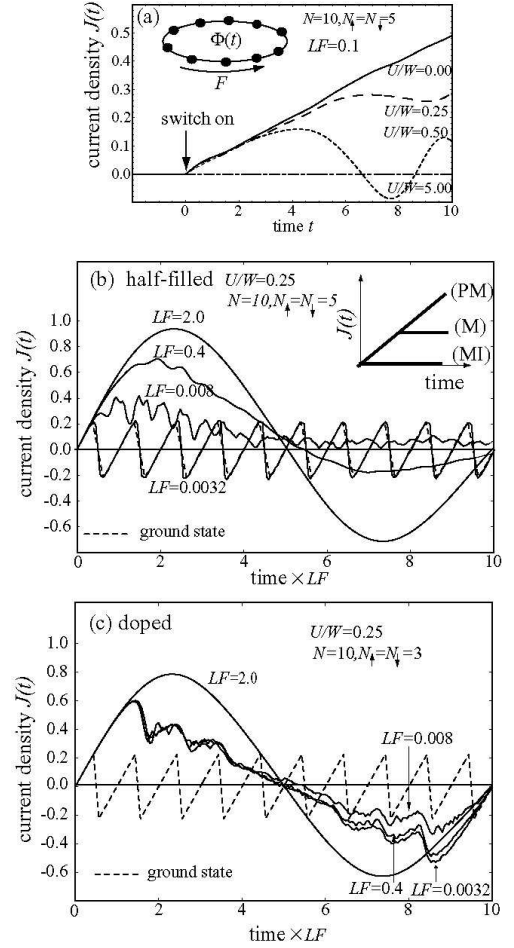 (a)
N=10,N↑=N↓=5
LF=0.1
Φ(t)
F
switch on
U/W=0.00
U/W=0.25
U/W=0.50
U/W=5.00
current density J(t)
0.5
0.4
0.3
0.2
0.1
0.0
-2 0 2 4 6 8 10
time t
(b) half-filled
U/W=0.25
N=10,N↑=N↓=5
LF=2.0
LF=0.4
LF=0.008
LF=0.0032
ground state
J(t)
(PM)
(M)
(MI)
time
current density J(t)
1.0
0.8
0.6
0.4
0.2
0.0
-0.2
-0.4
-0.6
0 2 4 6 8 10
time × LF
(c) doped
U/W=0.25
N=10,N↑=N↓=3
LF=2.0
LF=0.008
LF=0.4
LF=0.0032
ground state
current density J(t)
1.0
0.8
0.6
0.4
0.2
0.0
-0.2
-0.4
-0.6
0 2 4 6 8 10
time × LF